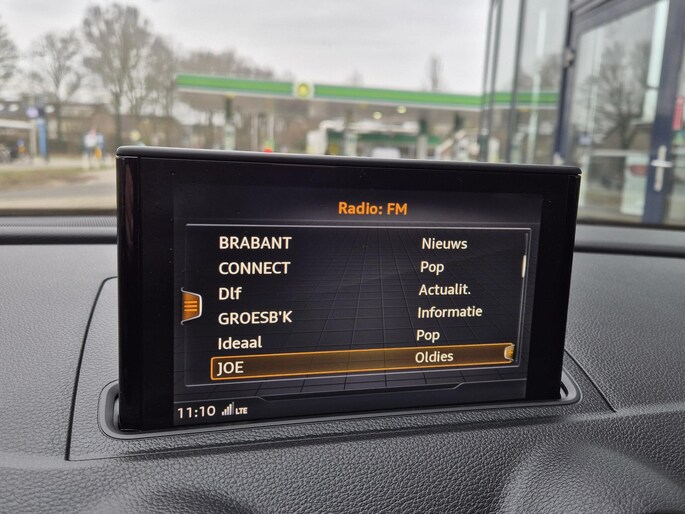 Radio: FM
BRABANT Nieuws
CONNECT Pop
Dlf Actualit.
GROESB'K Informatie
Ideaal Pop
JOE Oldies
11:10 LTE